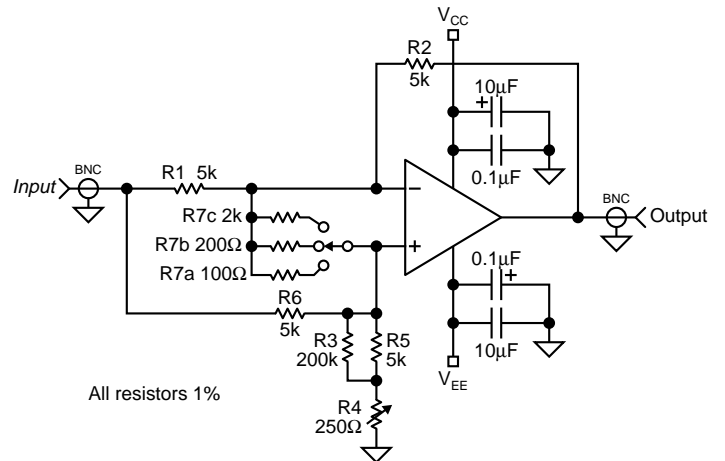 V_CC
R2
5k
10µF
+
0.1µF
BNC
Input
R1 5k
−
+
R7c 2k
R7b 200Ω
R7a 100Ω
BNC
Output
0.1µF
+
10µF
V_EE
R6
5k
R3
200k
R5
5k
R4
250Ω
All resistors 1%